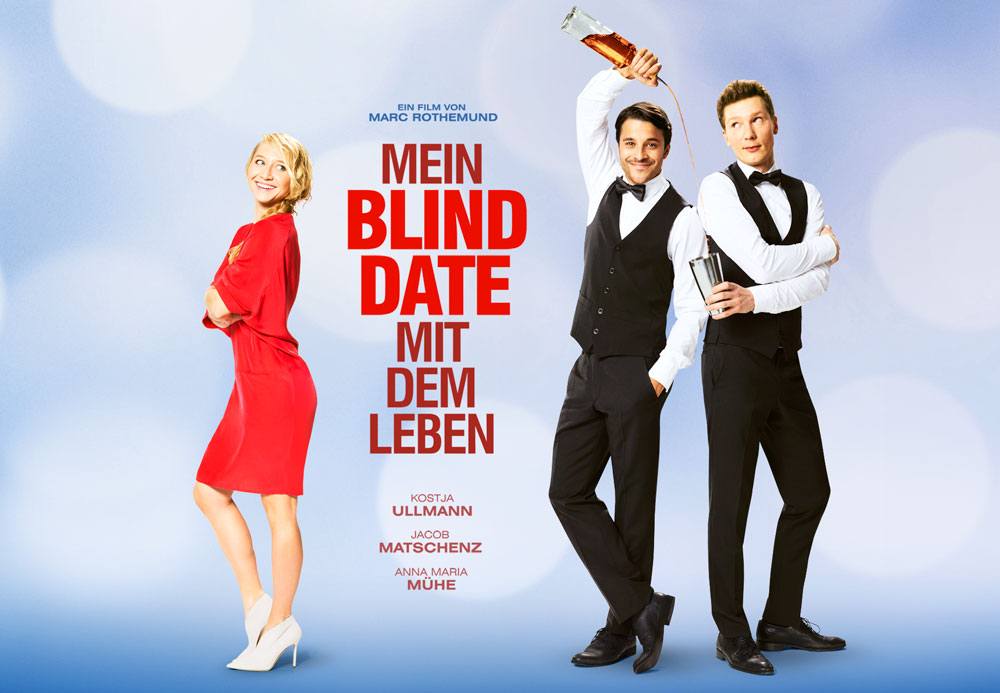 EIN FILM VON
MARC ROTHEMUND
MEIN
BLIND
DATE
MIT
DEM
LEBEN
KOSTJA
ULLMANN
JACOB
MATSCHENZ
ANNA MARIA
MÜHE